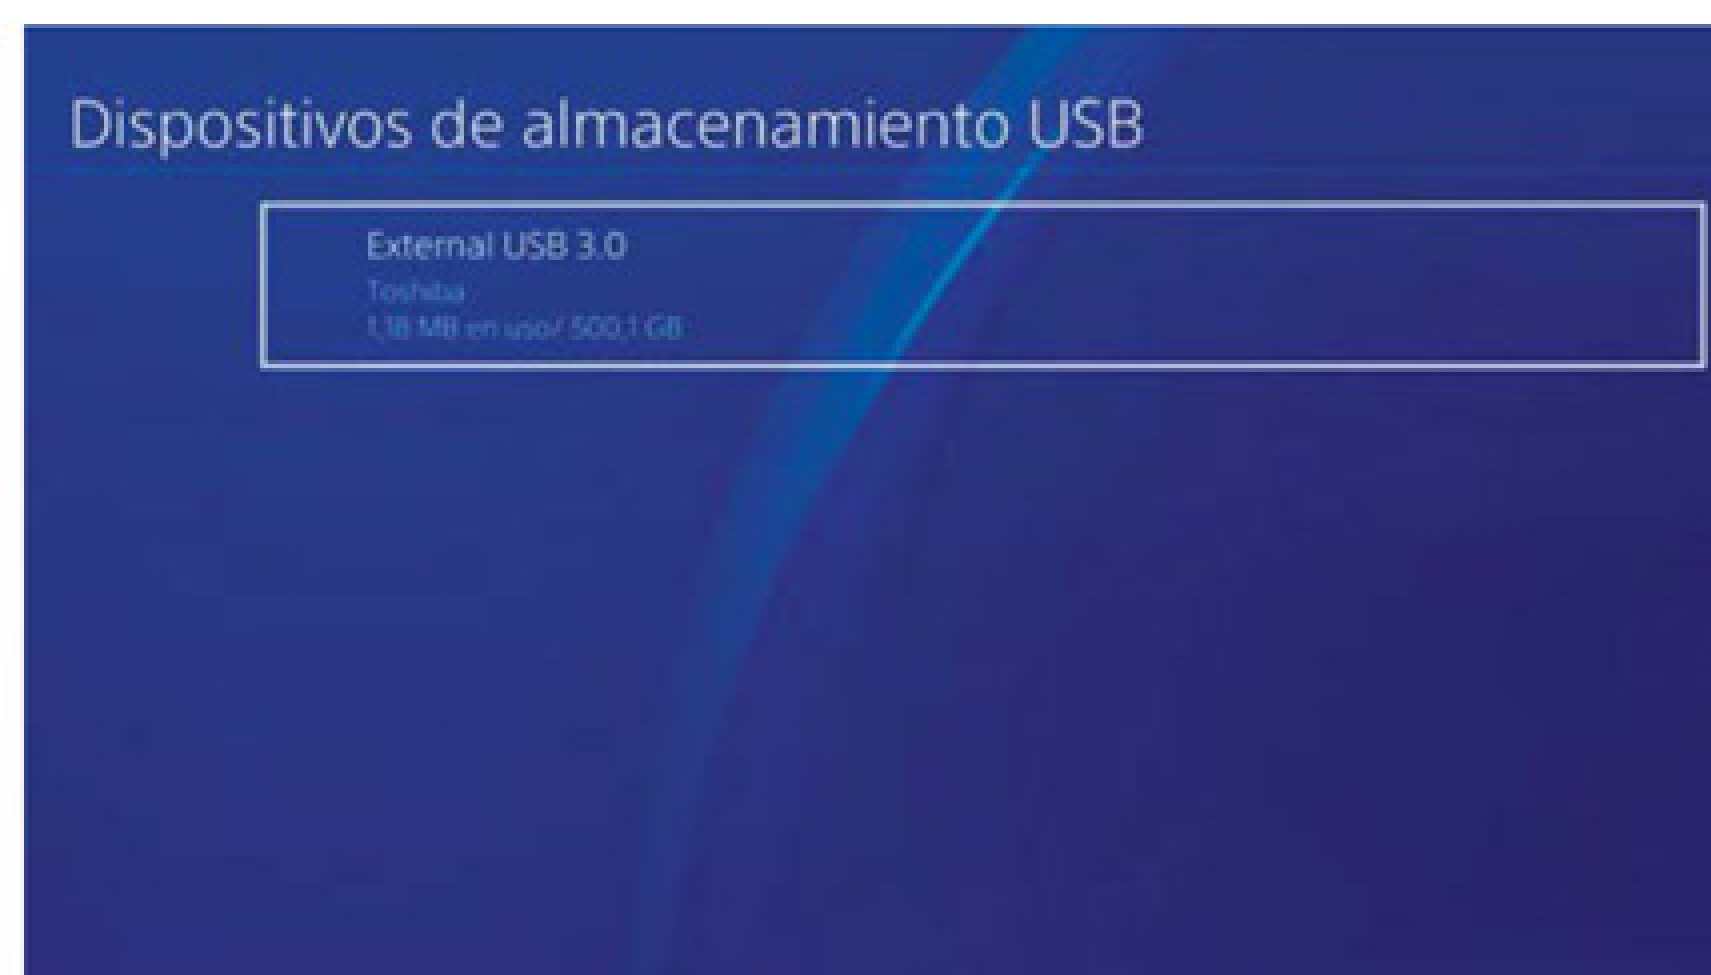 Dispositivos de almacenamiento USB
External USB 3.0
Toshiba
1,18 MB en uso/ 500,1 GB